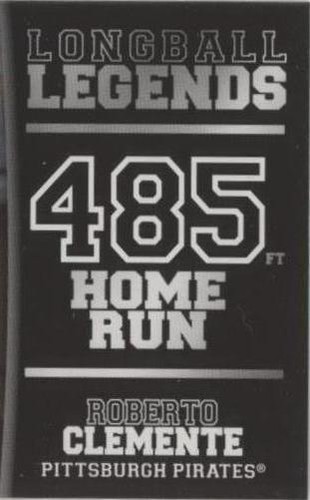 LONGBALL
LEGENDS
485 FT
HOME
RUN
ROBERTO
CLEMENTE
PITTSBURGH PIRATES®